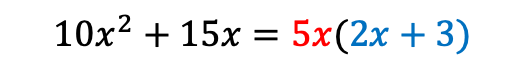 10x² + 15x = 5x(2x + 3)